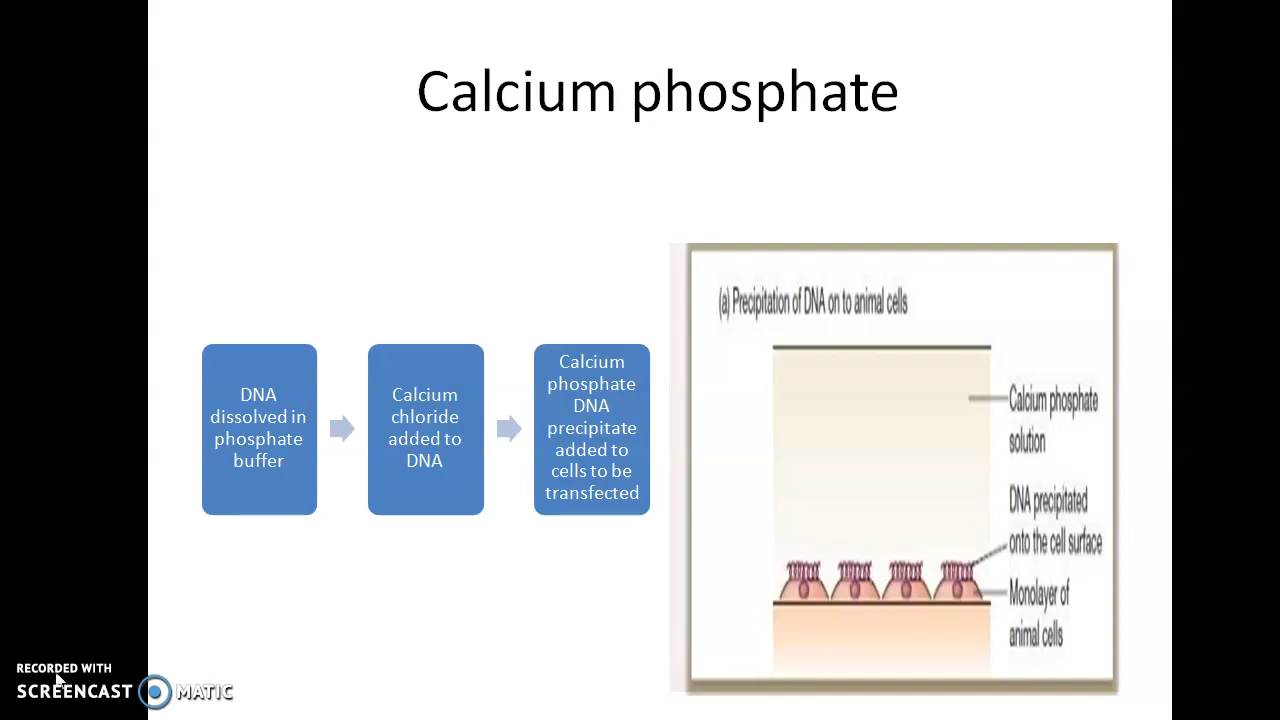 Calcium phosphate
DNA
dissolved in
phosphate
buffer
Calcium
chloride
added to
DNA
Calcium
phosphate
DNA
precipitate
added to
cells to be
transfected
(a) Precipitation of DNA on to animal cells
Calcium phosphate
solution
DNA precipitated
onto the cell surface
Monolayer of
animal cells
RECORDED WITH
SCREENCAST MATIC